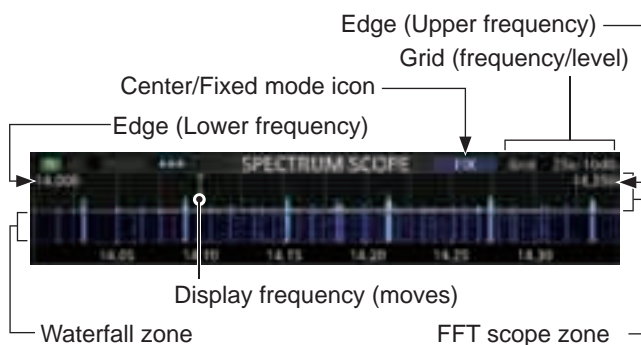 Edge (Upper frequency)
Grid (frequency/level)
Center/Fixed mode icon
Edge (Lower frequency)
SPECTRUM SCOPE FIX Grid
14.000
14.05 14.10 14.15 14.20 14.25 14.30
Display frequency (moves)
Waterfall zone
FFT scope zone